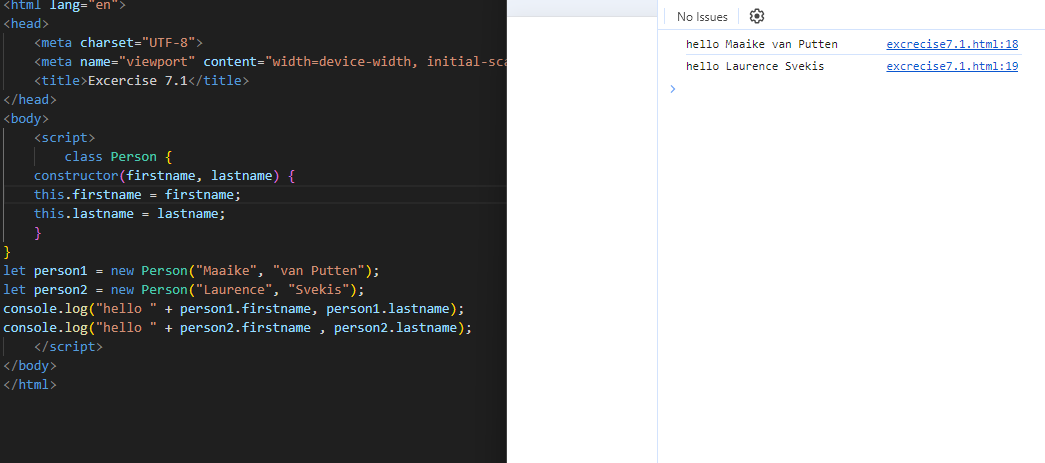 <html lang="en">
<head>
<meta charset="UTF-8">
<meta name="viewport" content="width=device-width, initial-sca
<title>Excercise 7.1</title>
</head>
<body>
<script>
class Person {
constructor(firstname, lastname) {
this.firstname = firstname;
this.lastname = lastname;
}
}
let person1 = new Person("Maaike", "van Putten");
let person2 = new Person("Laurence", "Svekis");
console.log("hello " + person1.firstname, person1.lastname);
console.log("hello " + person2.firstname , person2.lastname);
</script>
</body>
</html>
No Issues
hello Maaike van Putten excrecise7.1.html:18
hello Laurence Svekis excrecise7.1.html:19
>